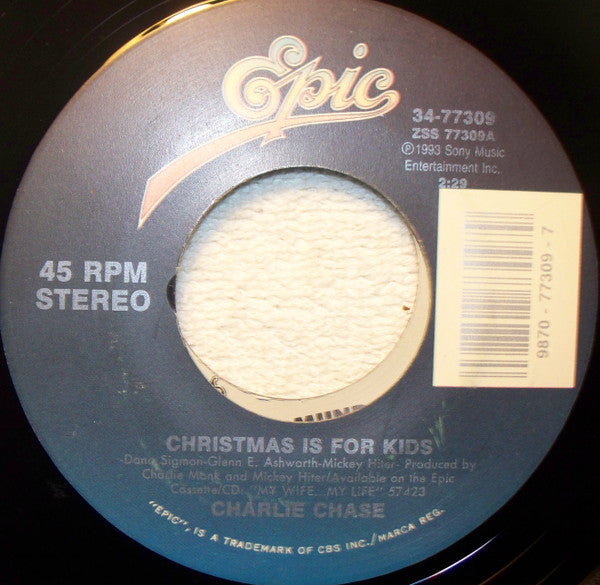 Epic
34-77309
ZSS 77309A
℗1993 Sony Music
Entertainment Inc.
2:29
45 RPM
STEREO
9870-77309-7
CHRISTMAS IS FOR KIDS
Dana Sigmon-Glenn E. Ashworth-Mickey Hiter- Produced by
Charlie Monk and Mickey Hiter/Available on the Epic
Cassette/CD: "MY WIFE...MY LIFE" 57423
CHARLIE CHASE
"EPIC", IS A TRADEMARK OF CBS INC./MARCA REG.